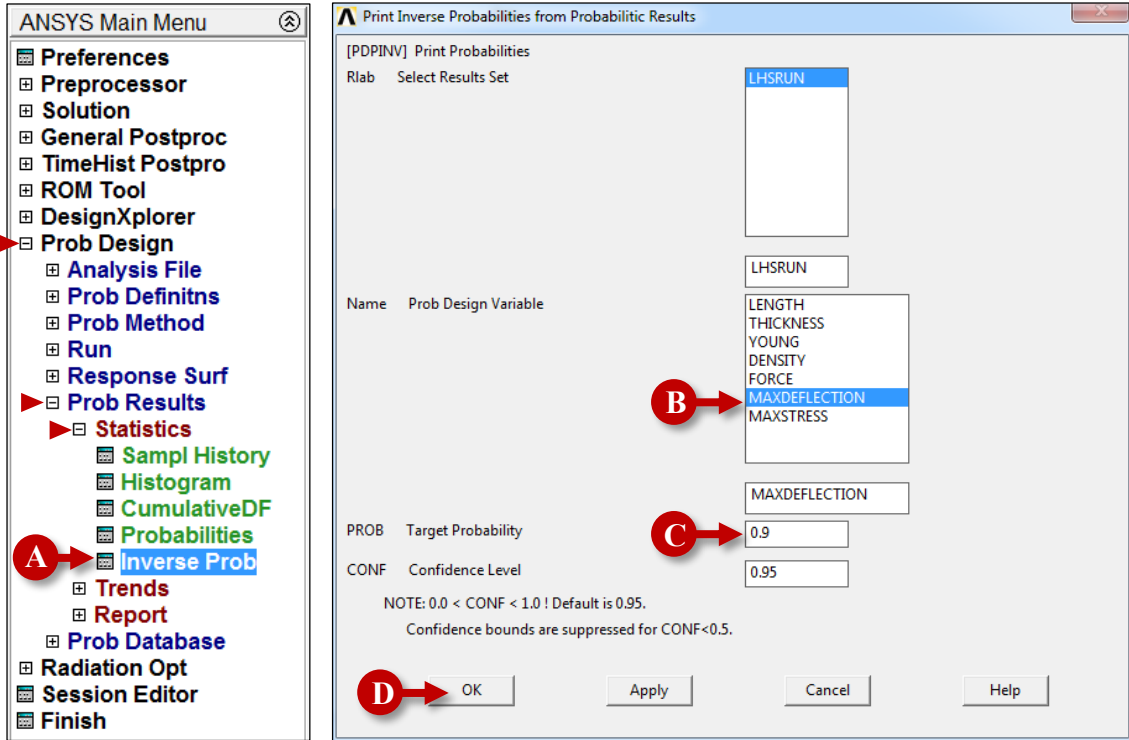 ANSYS Main Menu
Preferences
Preprocessor
Solution
General Postproc
TimeHist Postpro
ROM Tool
DesignXplorer
Prob Design
Analysis File
Prob Definitns
Prob Method
Run
Response Surf
Prob Results
Statistics
Sampl History
Histogram
CumulativeDF
Probabilities
A Inverse Prob
Trends
Report
Prob Database
Radiation Opt
Session Editor
Finish
Print Inverse Probabilities from Probabilitic Results
[PDPINV] Print Probabilities
Rlab Select Results Set LHSRUN
LHSRUN
Name Prob Design Variable LENGTH
THICKNESS
YOUNG
DENSITY
FORCE
B MAXDEFLECTION
MAXSTRESS
MAXDEFLECTION
PROB Target Probability C 0.9
CONF Confidence Level 0.95
NOTE: 0.0 < CONF < 1.0 ! Default is 0.95.
Confidence bounds are suppressed for CONF<0.5.
D OK Apply Cancel Help